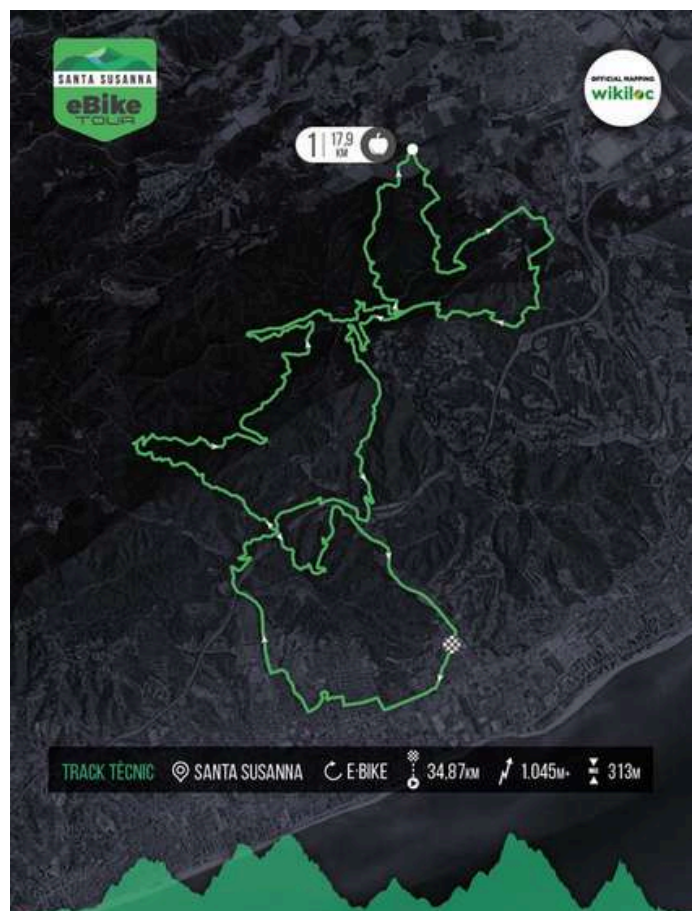 SANTA SUSANNA
eBike
TOUR
OFFICIAL MAPPING
wikiloc
1 17,9
KM
TRACK TÈCNIC SANTA SUSANNA E-BIKE 34,87KM 1.045M+ 313M